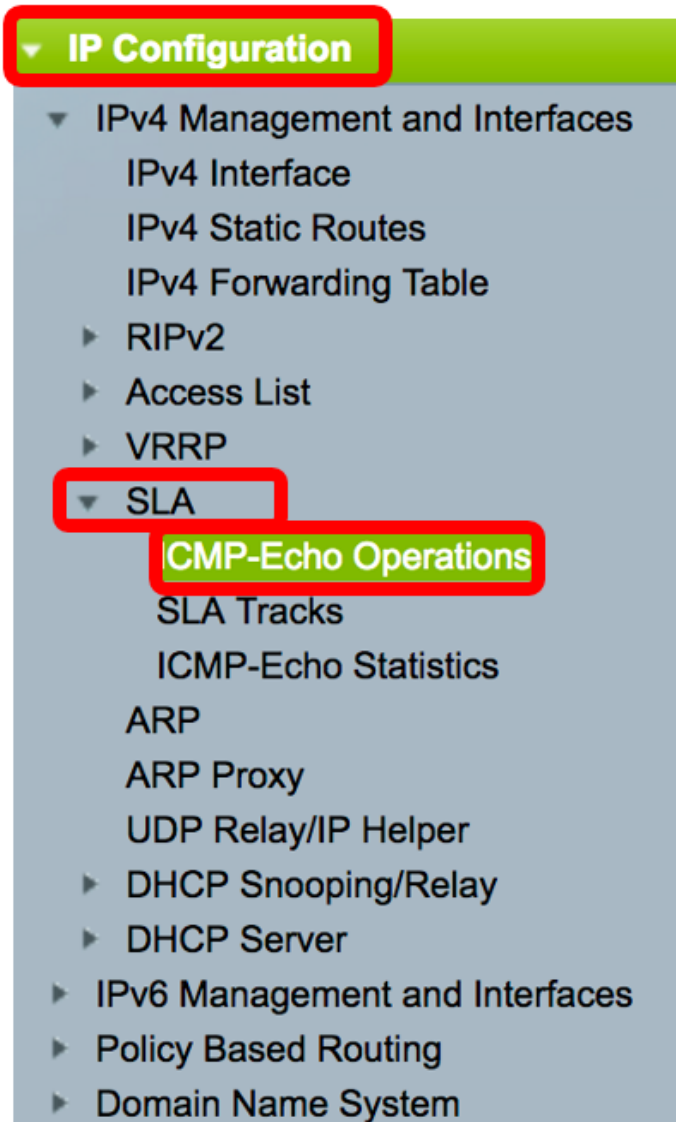 IP Configuration
IPv4 Management and Interfaces
IPv4 Interface
IPv4 Static Routes
IPv4 Forwarding Table
RIPv2
Access List
VRRP
SLA
ICMP-Echo Operations
SLA Tracks
ICMP-Echo Statistics
ARP
ARP Proxy
UDP Relay/IP Helper
DHCP Snooping/Relay
DHCP Server
IPv6 Management and Interfaces
Policy Based Routing
Domain Name System